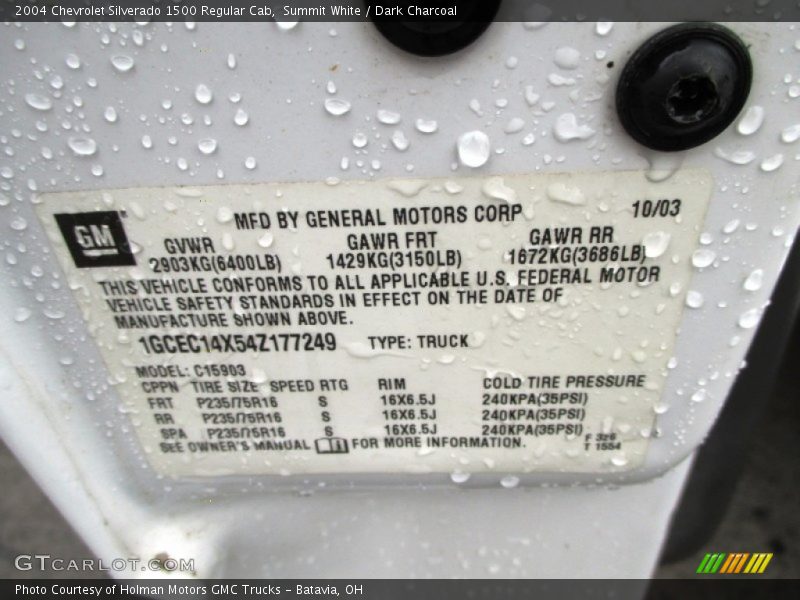 2004 Chevrolet Silverado 1500 Regular Cab, Summit White / Dark Charcoal
GM
MFD BY GENERAL MOTORS CORP 10/03
GVWR GAWR FRT GAWR RR
2903KG(6400LB) 1429KG(3150LB) 1672KG(3686LB)
THIS VEHICLE CONFORMS TO ALL APPLICABLE U.S. FEDERAL MOTOR
VEHICLE SAFETY STANDARDS IN EFFECT ON THE DATE OF
MANUFACTURE SHOWN ABOVE.
1GCEC14X54Z177249 TYPE: TRUCK
MODEL: C15903
CPPN TIRE SIZE SPEED RTG RIM COLD TIRE PRESSURE
FRT P235/75R16 S 16X6.5J 240KPA(35PSI)
RR P235/75R16 S 16X6.5J 240KPA(35PSI)
SPA P235/75R16 S 16X6.5J 240KPA(35PSI)
SEE OWNER'S MANUAL FOR MORE INFORMATION.
F 326
T 1554
GTCARLOT.COM
Photo Courtesy of Holman Motors GMC Trucks – Batavia, OH